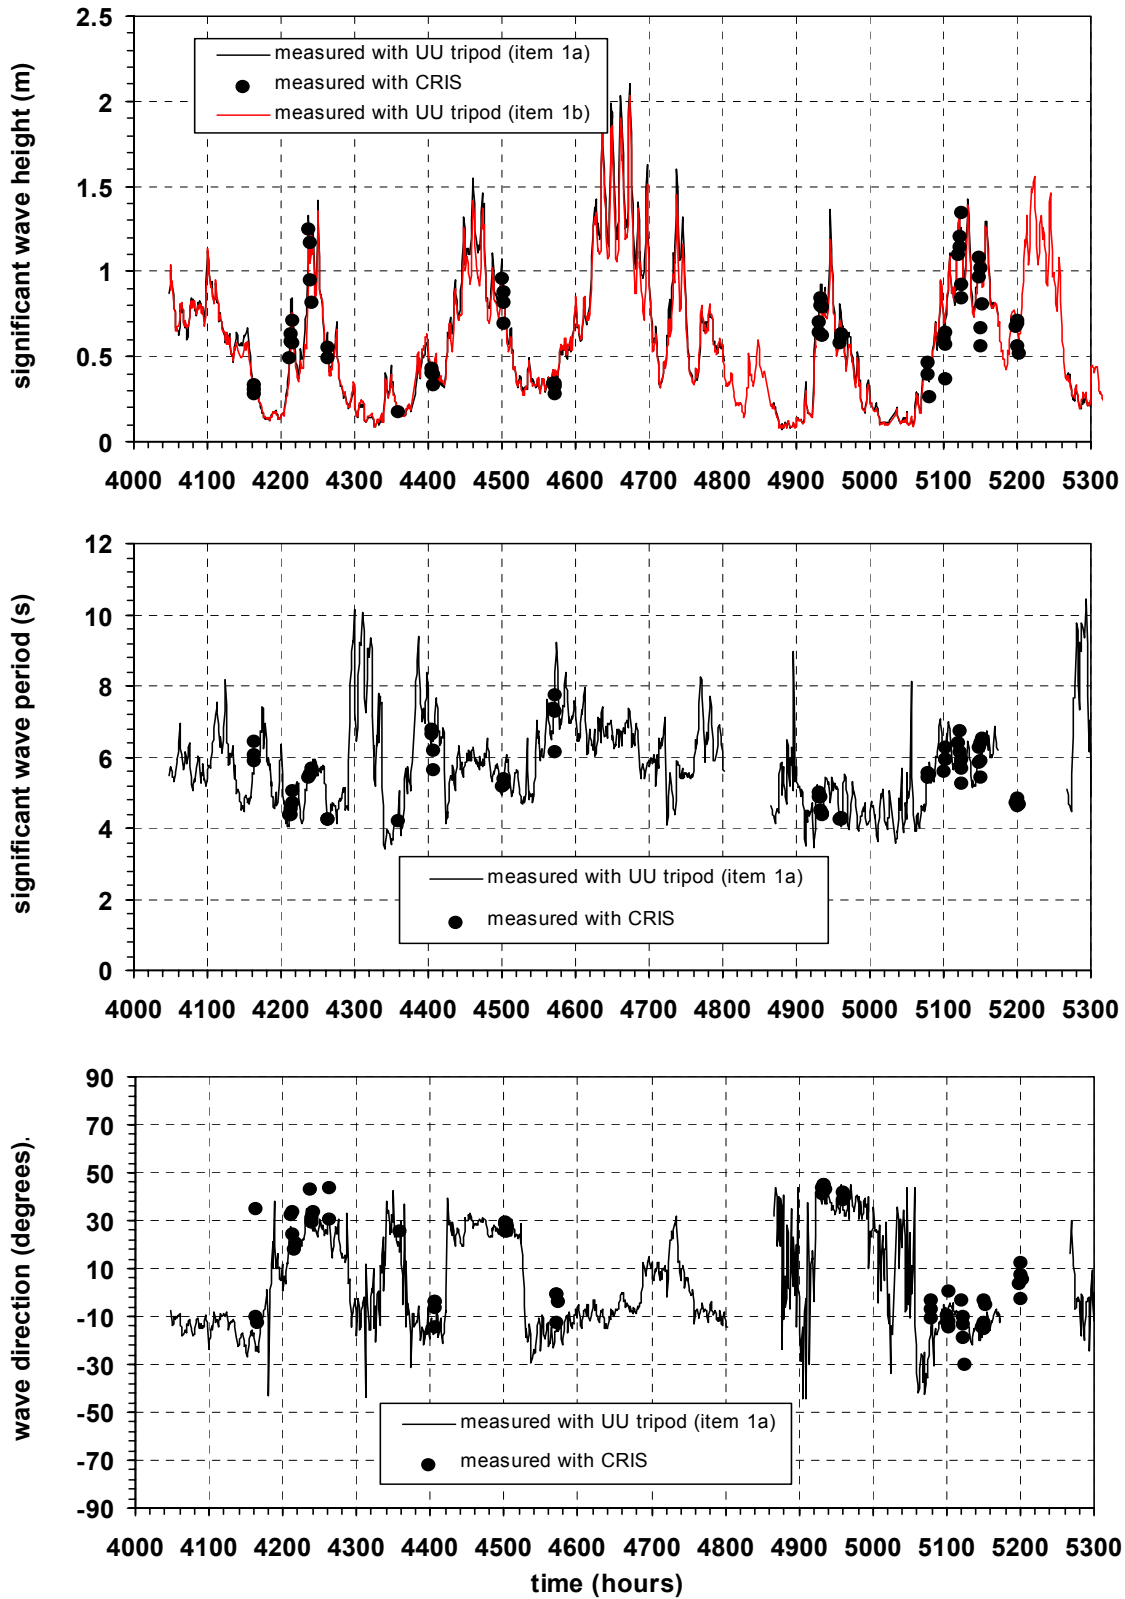 significant wave height (m)
2.5
2
1.5
1
0.5
0
measured with UU tripod (item 1a)
measured with CRIS
measured with UU tripod (item 1b)
4000 4100 4200 4300 4400 4500 4600 4700 4800 4900 5000 5100 5200 5300
significant wave period (s)
12
10
8
6
4
2
0
measured with UU tripod (item 1a)
measured with CRIS
4000 4100 4200 4300 4400 4500 4600 4700 4800 4900 5000 5100 5200 5300
wave direction (degrees).
90
70
50
30
10
-10
-30
-50
-70
-90
measured with UU tripod (item 1a)
measured with CRIS
4000 4100 4200 4300 4400 4500 4600 4700 4800 4900 5000 5100 5200 5300
time (hours)